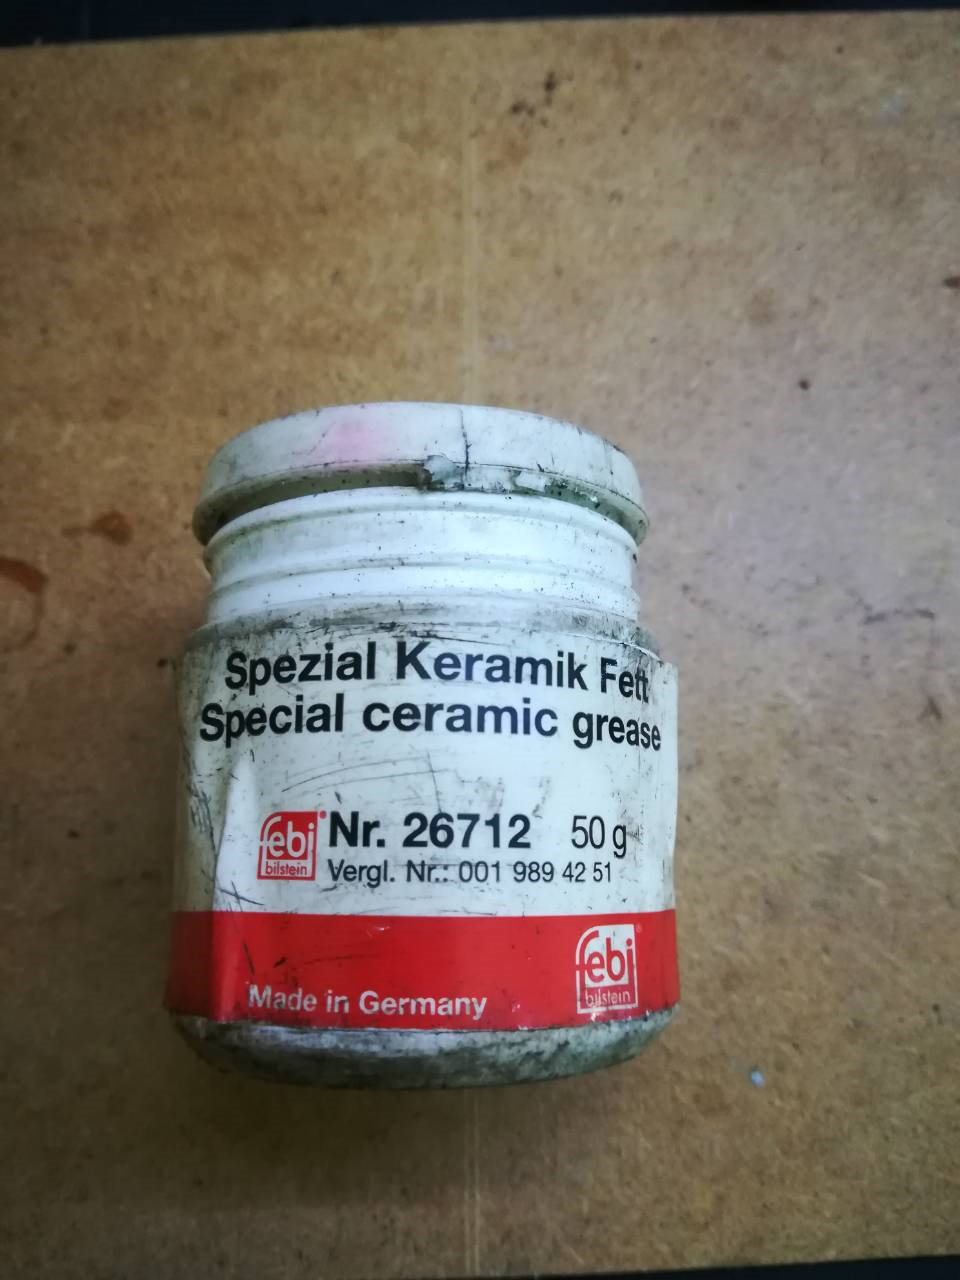 Spezial Keramik Fett
Special ceramic grease
febi bilstein
Nr. 26712 50 g
Vergl. Nr.: 001 989 42 51
febi bilstein
Made in Germany